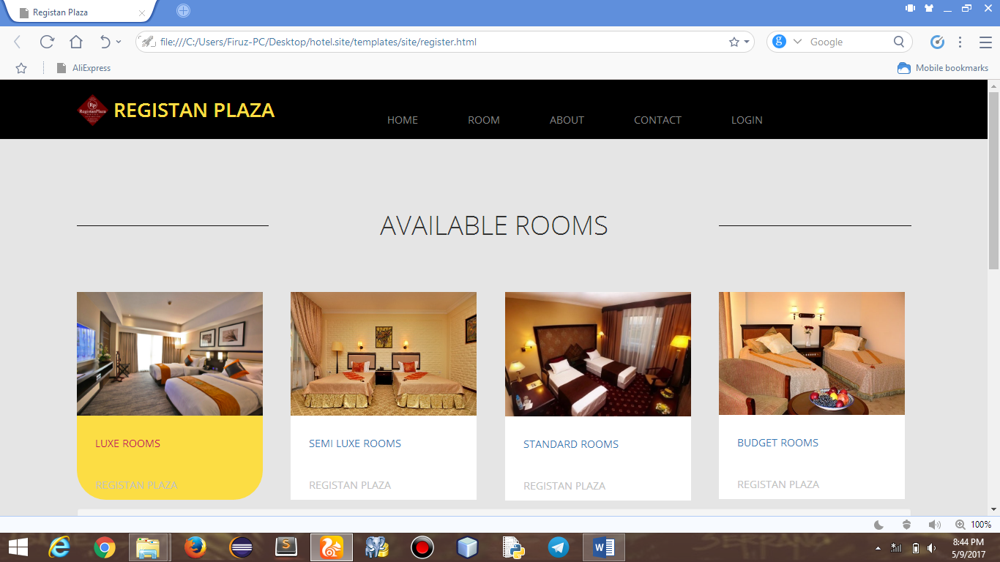 Registan Plaza
file:///C:/Users/Firuz-PC/Desktop/hotel.site/templates/site/register.html
Google
AliExpress
Mobile bookmarks
Rp
RegistanPlaza
REGISTAN PLAZA
HOME
ROOM
ABOUT
CONTACT
LOGIN
AVAILABLE ROOMS
LUXE ROOMS
REGISTAN PLAZA
SEMI LUXE ROOMS
REGISTAN PLAZA
STANDARD ROOMS
REGISTAN PLAZA
BUDGET ROOMS
REGISTAN PLAZA
100%
8:44 PM
5/9/2017